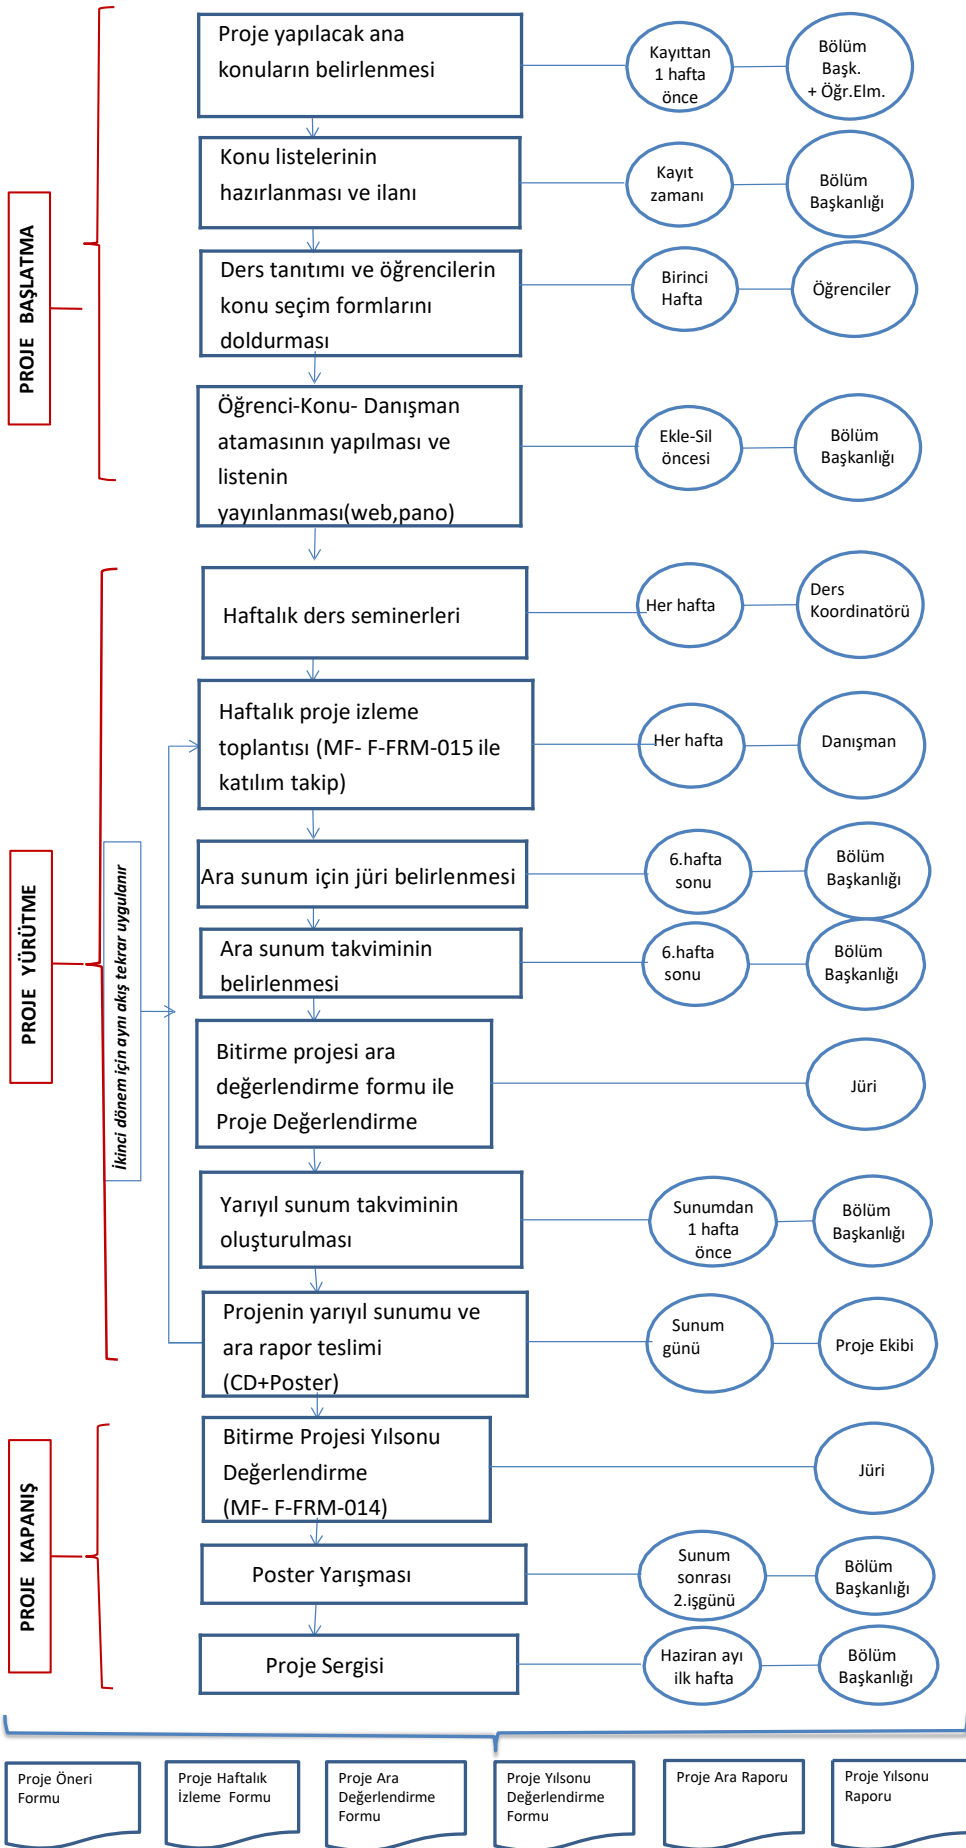 PROJE BAŞLATMA
Proje yapılacak ana
konuların belirlenmesi
Kayıttan
1 hafta
önce
Bölüm
Başk.
+ Öğr.Elm.
Konu listelerinin
hazırlanması ve ilanı
Kayıt
zamanı
Bölüm
Başkanlığı
Ders tanıtımı ve öğrencilerin
konu seçim formlarını
doldurması
Birinci
Hafta
Öğrenciler
Öğrenci-Konu- Danışman
atamasının yapılması ve
listenin
yayınlanması(web,pano)
Ekle-Sil
öncesi
Bölüm
Başkanlığı
PROJE YÜRÜTME
İkinci dönem için aynı akış tekrar uygulanır
Haftalık ders seminerleri
Her hafta
Ders
Koordinatörü
Haftalık proje izleme
toplantısı (MF- F-FRM-015 ile
katılım takip)
Her hafta
Danışman
Ara sunum için jüri belirlenmesi
6.hafta
sonu
Bölüm
Başkanlığı
Ara sunum takviminin
belirlenmesi
6.hafta
sonu
Bölüm
Başkanlığı
Bitirme projesi ara
değerlendirme formu ile
Proje Değerlendirme
Jüri
Yarıyıl sunum takviminin
oluşturulması
Sunumdan
1 hafta
önce
Bölüm
Başkanlığı
Projenin yarıyıl sunumu ve
ara rapor teslimi
(CD+Poster)
Sunum
günü
Proje Ekibi
PROJE KAPANIŞ
Bitirme Projesi Yılsonu
Değerlendirme
(MF- F-FRM-014)
Jüri
Poster Yarışması
Sunum
sonrası
2.işgünü
Bölüm
Başkanlığı
Proje Sergisi
Haziran ayı
ilk hafta
Bölüm
Başkanlığı
Proje Öneri
Formu
Proje Haftalık
İzleme Formu
Proje Ara
Değerlendirme
Formu
Proje Yılsonu
Değerlendirme
Formu
Proje Ara Raporu
Proje Yılsonu
Raporu